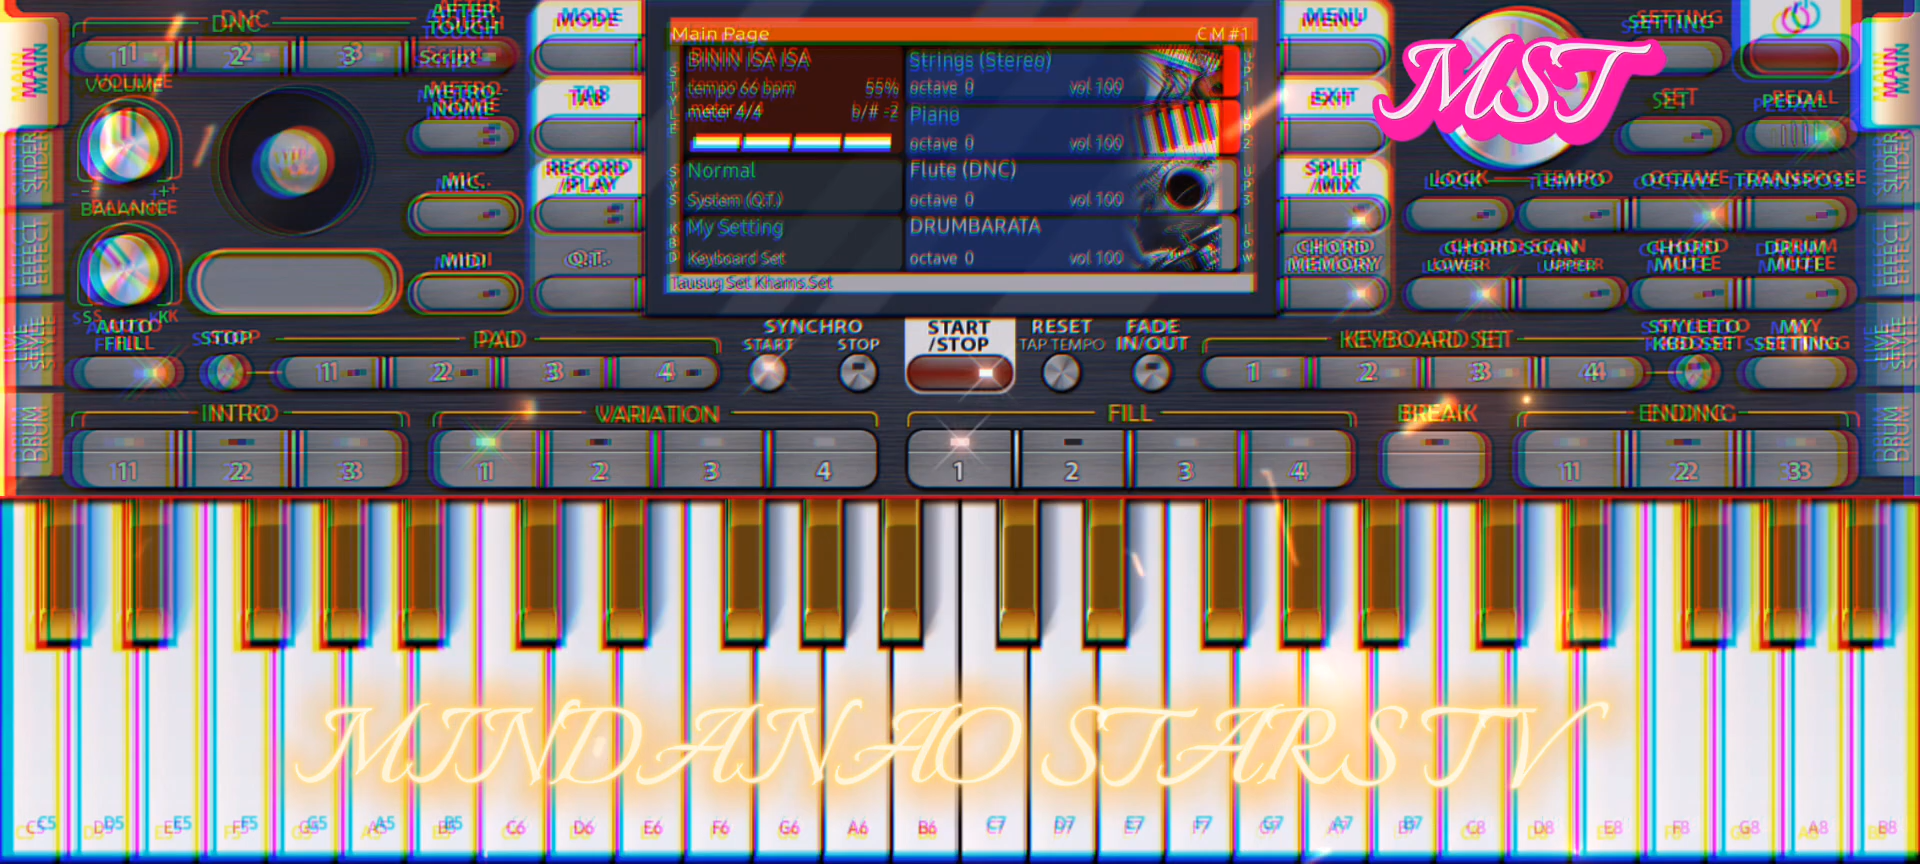 DNC
1 2 3
AFTER
TOUCH
Script
MAIN
SLIDER
EFFECT
LIVE
STYLE
DRUM
VOLUME
- +
BALANCE
S K
METRO-
NOME
MIC.
MIDI
MODE
TAB
RECORD
/PLAY
Q.T.
Main Page CM#1
BININ ISA ISA
tempo 66 bpm 55%
meter 4/4 b/# -2
Normal
System (Q.T.)
My Setting
Keyboard Set
Strings (Stereo)
octave 0 vol 100
Piano
octave 0 vol 100
Flute (DNC)
octave 0 vol 100
DRUMBARATA
octave 0 vol 100
Tausug Set Khams.Set
MENU
EXIT
SPLIT
/MIX
CHORD
MEMORY
MST
SETTING
SET
PEDAL
LOCK TEMPO OCTAVE TRANSPOSE
CHORD SCAN
LOWER UPPER
CHORD
MUTE
DRUM
MUTE
MAIN
SLIDER
EFFECT
LIVE
STYLE
DRUM
AUTO
FILL
STOP
PAD
1 2 3 4
SYNCHRO
START STOP
START
/STOP
RESET
TAP TEMPO
FADE
IN/OUT
KEYBOARD SET
1 2 3 4
STYLE TO
KBD SET
MY
SETTING
INTRO
1 2 3
VARIATION
1 2 3 4
FILL
1 2 3 4
BREAK
ENDING
1 2 3
MINDANAO STARS TV
C5 D5 E5 F5 G5 A5 B5 C6 D6 E6 F6 G6 A6 B6 C7 D7 E7 F7 G7 A7 B7 C8 D8 E8 F8 G8 A8 B8